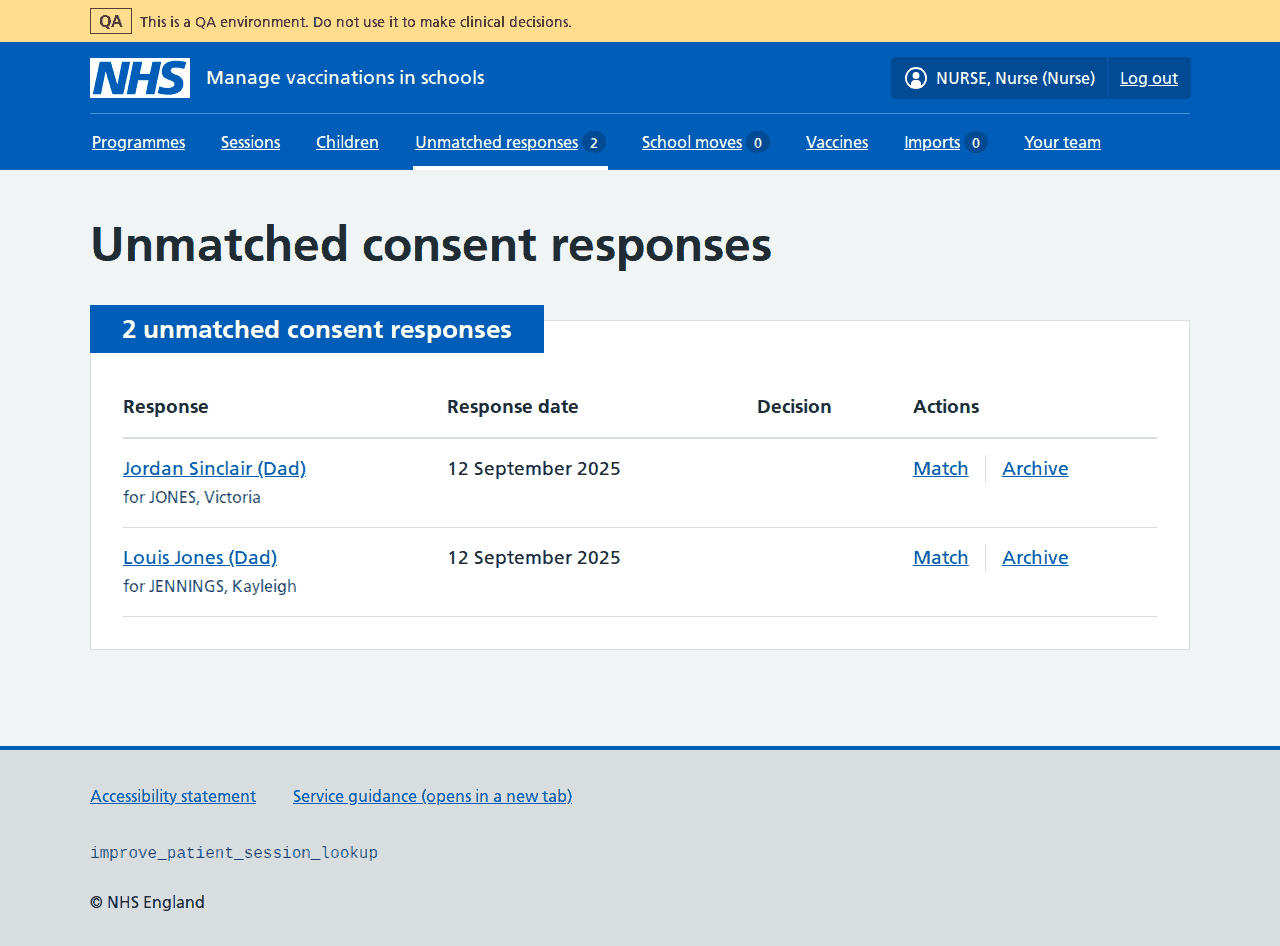 QA This is a QA environment. Do not use it to make clinical decisions.
NHS Manage vaccinations in schools NURSE, Nurse (Nurse) Log out
Programmes Sessions Children Unmatched responses 2 School moves 0 Vaccines Imports 0 Your team
Unmatched consent responses
2 unmatched consent responses
Response Response date Decision Actions
Jordan Sinclair (Dad) 12 September 2025 Match Archive
for JONES, Victoria
Louis Jones (Dad) 12 September 2025 Match Archive
for JENNINGS, Kayleigh
Accessibility statement Service guidance (opens in a new tab)
improve_patient_session_lookup
© NHS England